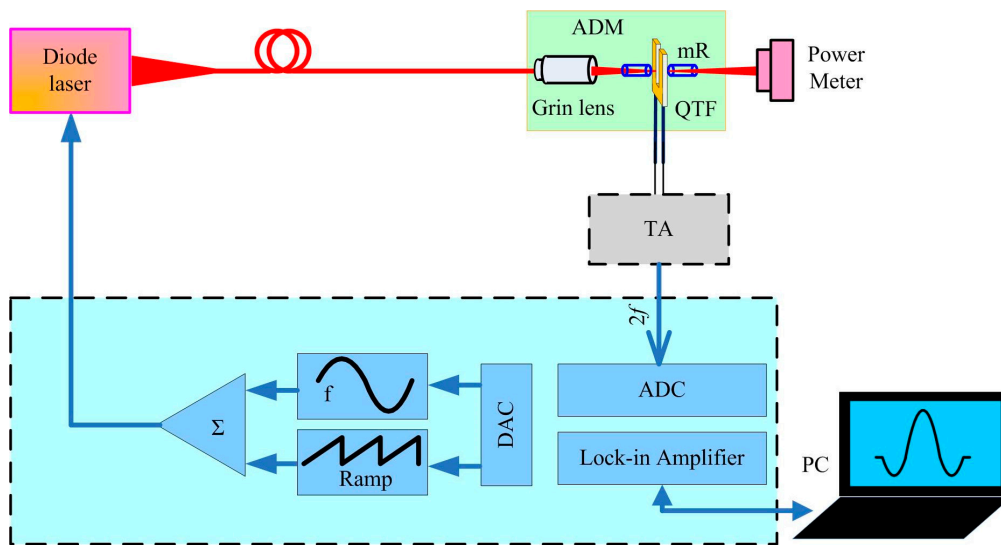 Diode
laser
ADM
mR
Grin lens
QTF
Power
Meter
TA
2f
f
Σ
Ramp
DAC
ADC
Lock-in Amplifier
PC